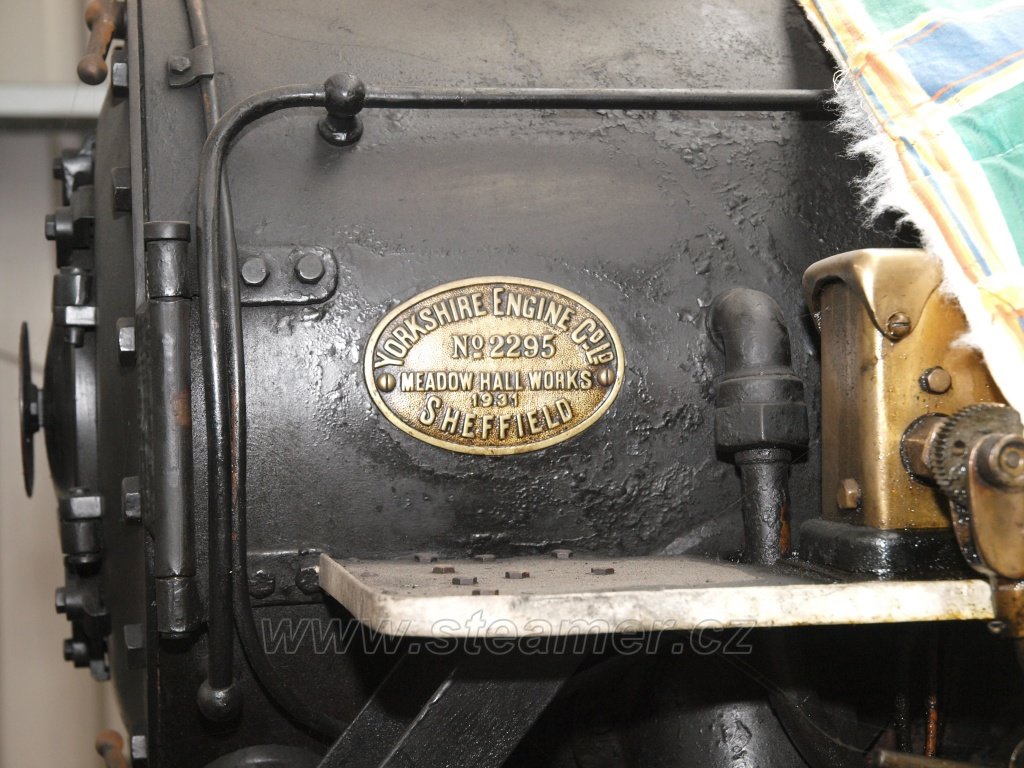 YORKSHIRE ENGINE Co LD
No 2295
MEADOW HALL WORKS
1931
SHEFFIELD
www.steamer.cz